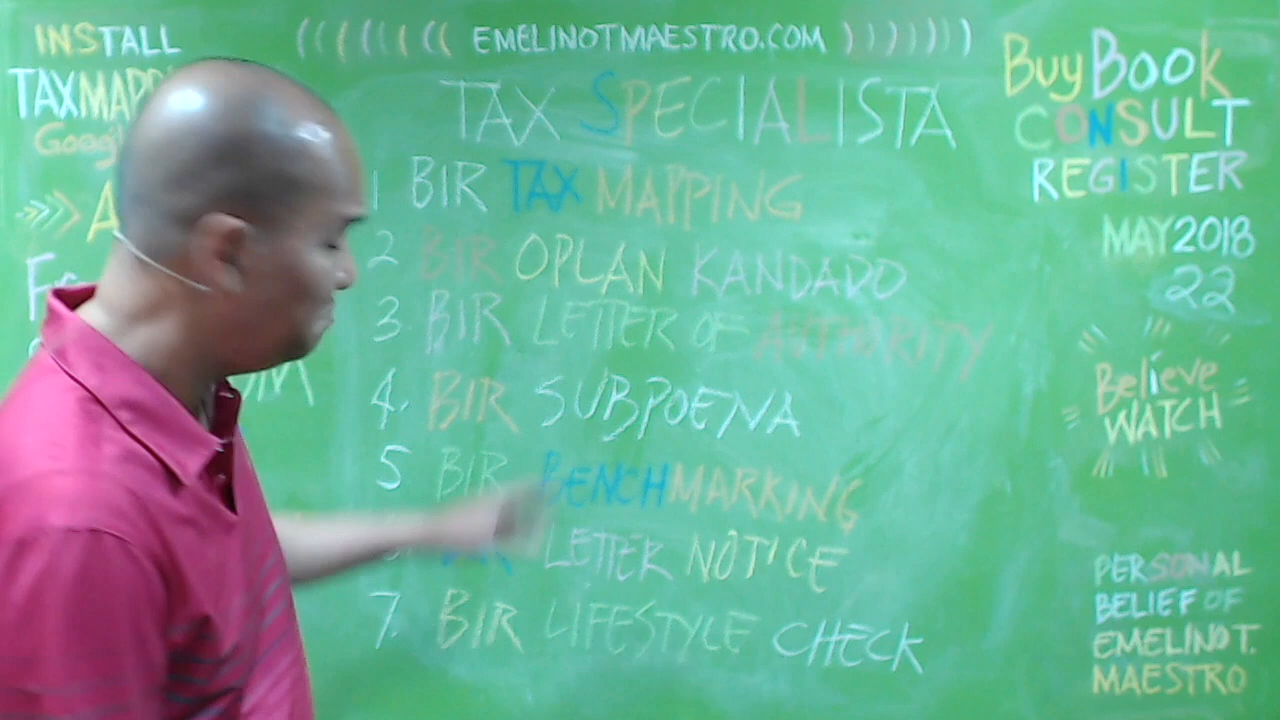 INSTALL
((((((( EMELINOTMAESTRO.COM )))))))
TAX SPECIALISTA
1 BIR TAX MAPPING
2 BIR OPLAN KANDADO
3. BIR LETTER OF AUTHORITY
4. BIR SUBPOENA
5 BIR BENCHMARKING
LETTER NOTICE
7. BIR LIFESTYLE CHECK
Buy Book
CONSULT
REGISTER
MAY 2018
22
Believe
WATCH
PERSONAL
BELIEF OF
EMELINO T.
MAESTRO